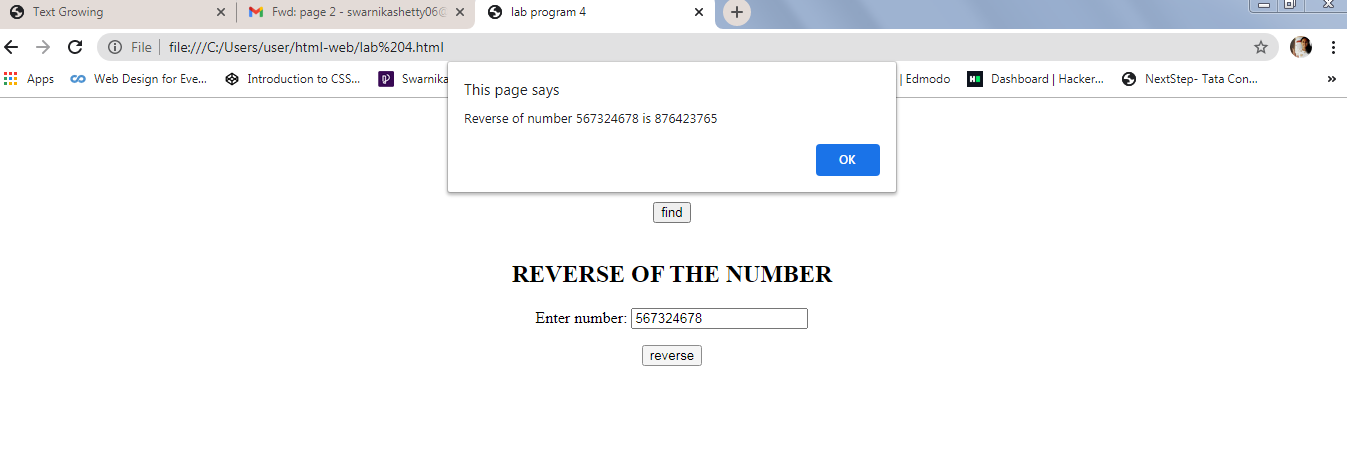 Text Growing
Fwd: page 2 - swarnikashetty06@
lab program 4
File
file:///C:/Users/user/html-web/lab%204.html
Apps
Web Design for Eve...
Introduction to CSS...
Swarnika
| Edmodo
Dashboard | Hacker...
NextStep- Tata Con...
»
This page says
Reverse of number 567324678 is 876423765
OK
find
REVERSE OF THE NUMBER
Enter number: 567324678
reverse